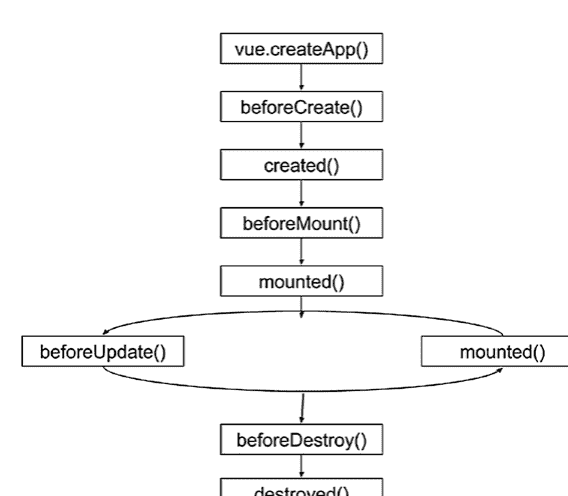 vue.createApp()
beforeCreate()
created()
beforeMount()
mounted()
beforeUpdate()
mounted()
beforeDestroy()
destroyed()